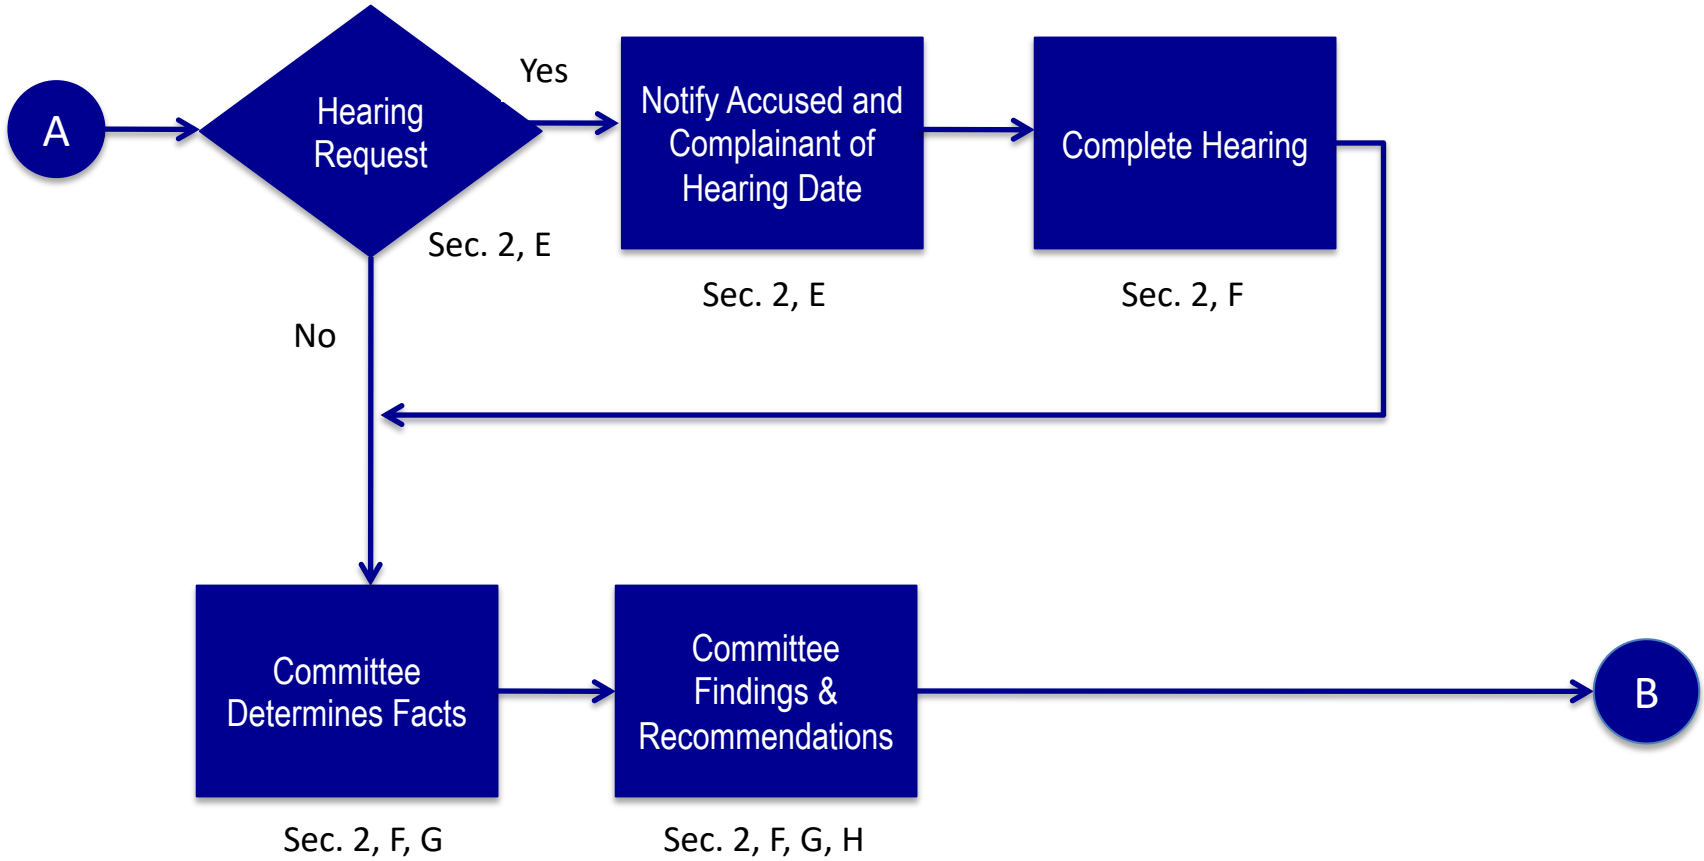 A
Hearing
Request
Yes
Notify Accused and
Complainant of
Hearing Date
Complete Hearing
Sec. 2, E
Sec. 2, E
Sec. 2, F
No
Committee
Determines Facts
Committee
Findings &
Recommendations
B
Sec. 2, F, G
Sec. 2, F, G, H